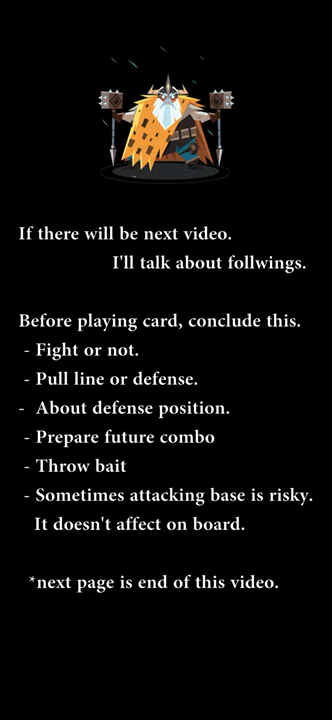 If there will be next video.
I'll talk about follwings.
Before playing card, conclude this.
- Fight or not.
- Pull line or defense.
- About defense position.
- Prepare future combo
- Throw bait
- Sometimes attacking base is risky.
It doesn't affect on board.
*next page is end of this video.